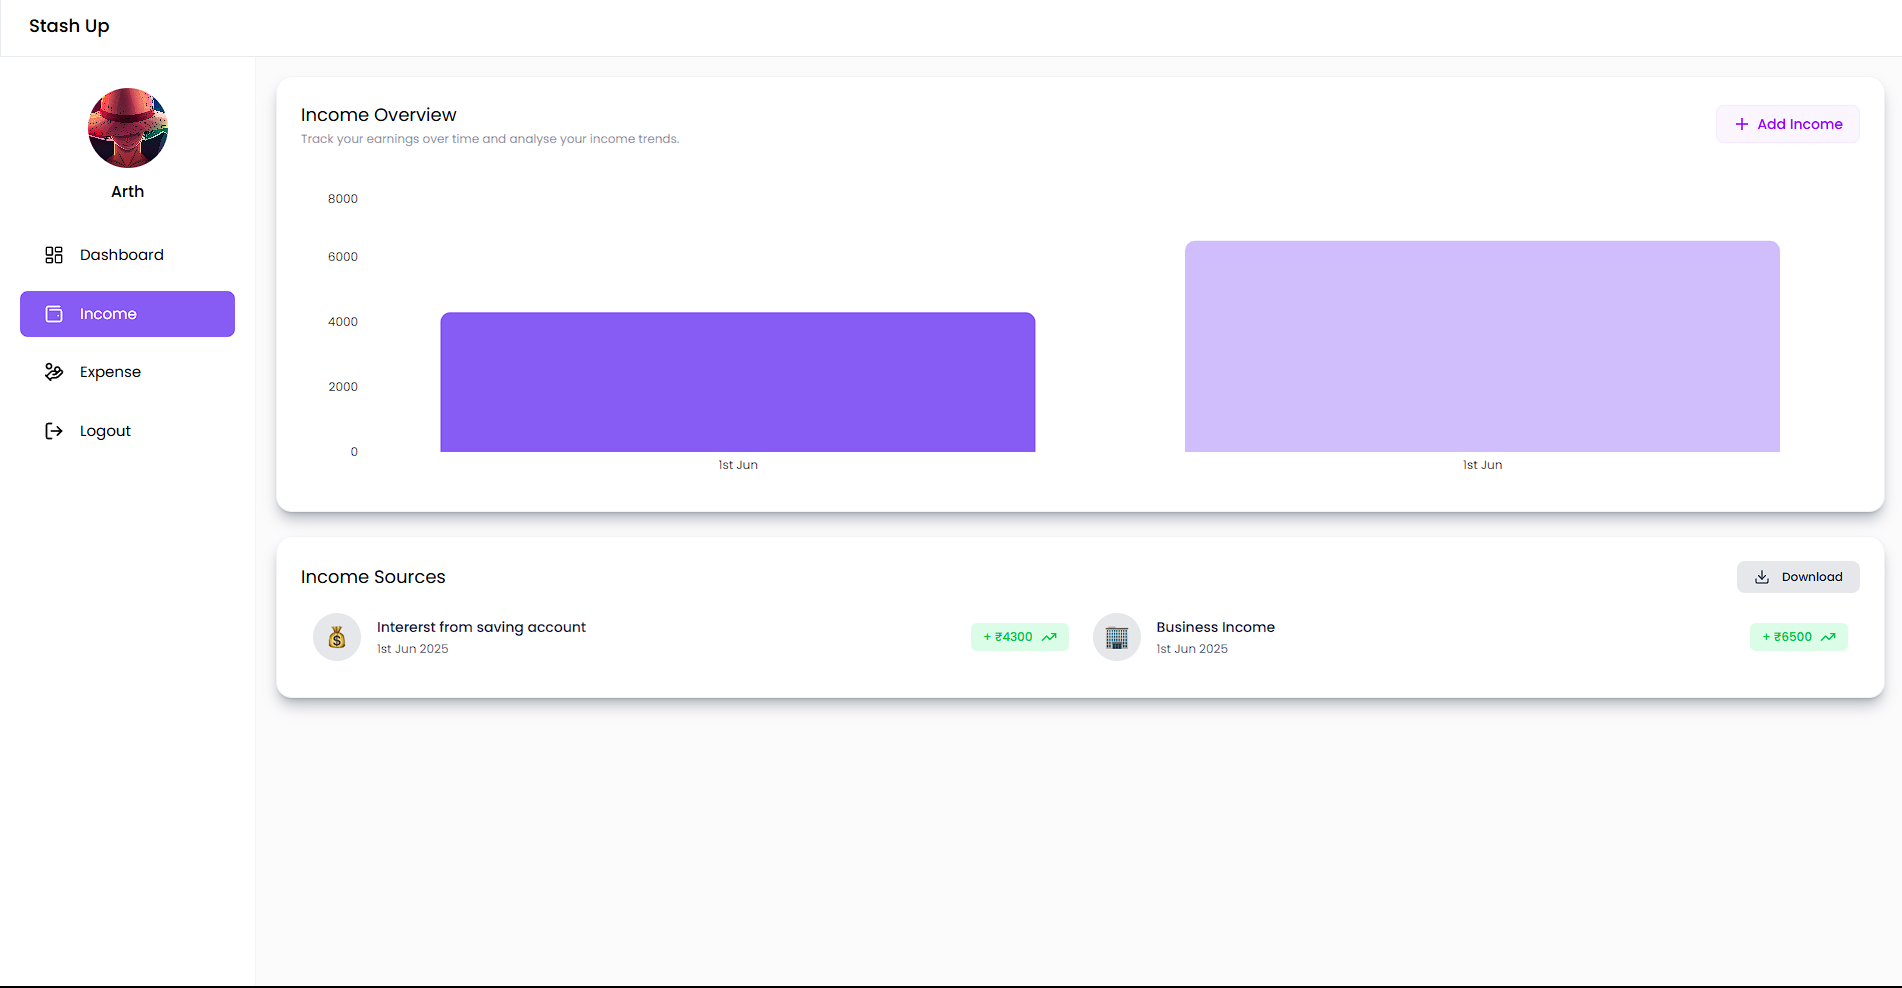 Stash Up
Arth
Dashboard
Income
Expense
Logout
Income Overview
Track your earnings over time and analyse your income trends.
+ Add Income
8000
6000
4000
2000
0
1st Jun
1st Jun
Income Sources
Download
Intererst from saving account
1st Jun 2025
+ ₹4300
Business Income
1st Jun 2025
+ ₹6500